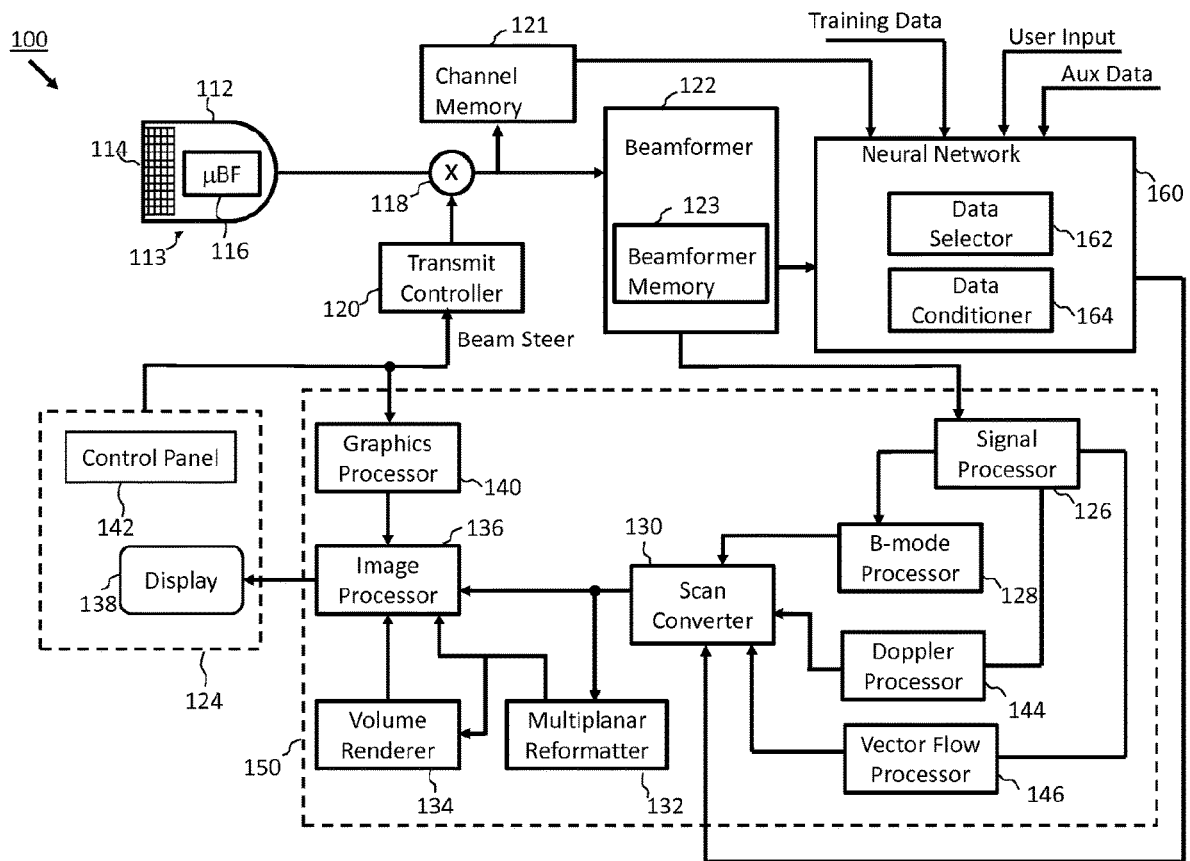 100
112
114
μBF
113
116
118
X
121
Channel
Memory
Training Data
User Input
Aux Data
122
Beamformer
123
Beamformer
Memory
Neural Network
160
Data
Selector
162
Data
Conditioner
164
Transmit
Controller
120
Beam Steer
Control Panel
142
Display
138
124
150
Graphics
Processor
140
136
Image
Processor
Volume
Renderer
134
Multiplanar
Reformatter
132
130
Scan
Converter
Signal
Processor
126
B-mode
Processor
128
Doppler
Processor
144
Vector Flow
Processor
146